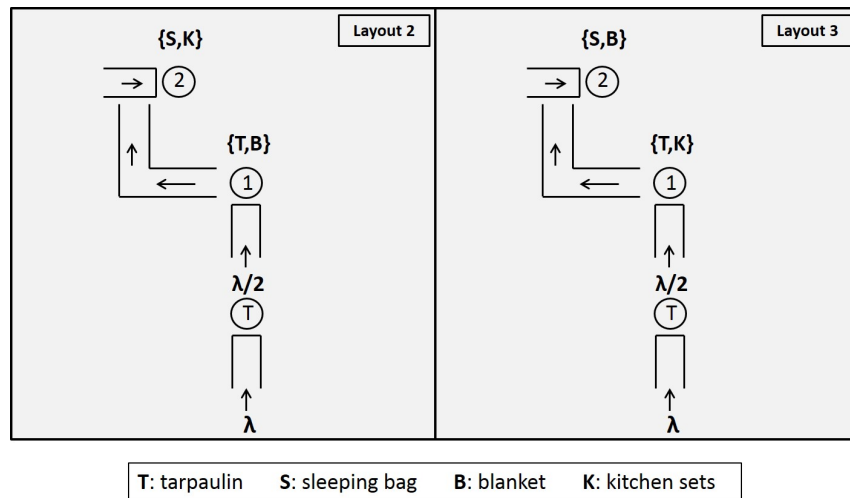 {S,K}
Layout 2
2
{T,B}
1
λ/2
T
λ
{S,B}
Layout 3
2
{T,K}
1
λ/2
T
λ
T: tarpaulin S: sleeping bag B: blanket K: kitchen sets